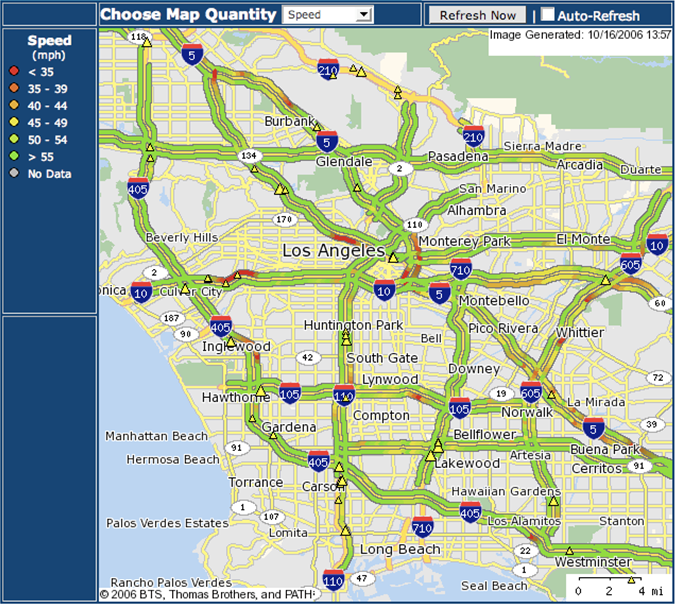 Choose Map Quantity Speed Refresh Now | Auto-Refresh
Image Generated: 10/16/2006 13:57
Speed
(mph)
< 35
35 - 39
40 - 44
45 - 49
50 - 54
> 55
No Data
118
5
210
Burbank
5
210
134
Glendale
Pasadena
Sierra Madre
2
Arcadia
Duarte
405
San Marino
170
110
Alhambra
Beverly Hills
Los Angeles
Monterey Park
El Monte
10
2
710
605
nica
10
Culver City
10
5
Montebello
60
187
90
405
Huntington Park
Bell
Pico Rivera
Whittier
Inglewood
42
South Gate
Downey
72
Lynwood
Hawthorne
105
110
105
19
605
La Mirada
Compton
Norwalk
39
Gardena
5
Manhattan Beach
Bellflower
Buena Park
91
Hermosa Beach
405
Lakewood
Artesia
Cerritos
91
Torrance
Carson
Hawaiian Gardens
1
107
405
Palos Verdes Estates
Lomita
710
Los Alamitos
Stanton
Long Beach
22
Westminster
1
Rancho Palos Verdes
110
47
Seal Beach
0 2 4 mi
© 2006 BTS, Thomas Brothers, and PATH